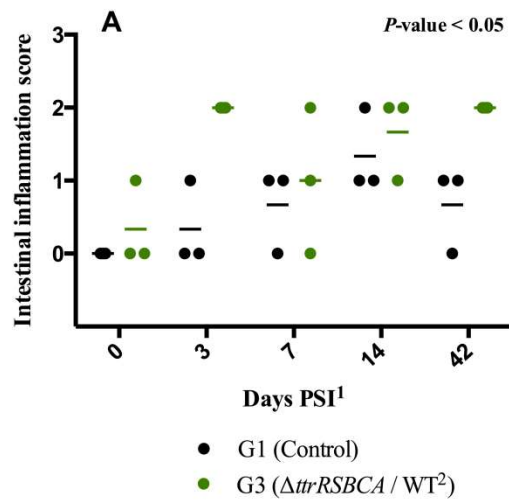 A
P-value < 0.05
Intestinal inflammation score
3
2
1
0
0
3
7
14
42
Days PSI¹
G1 (Control)
G3 (ΔttrRSBCA / WT²)